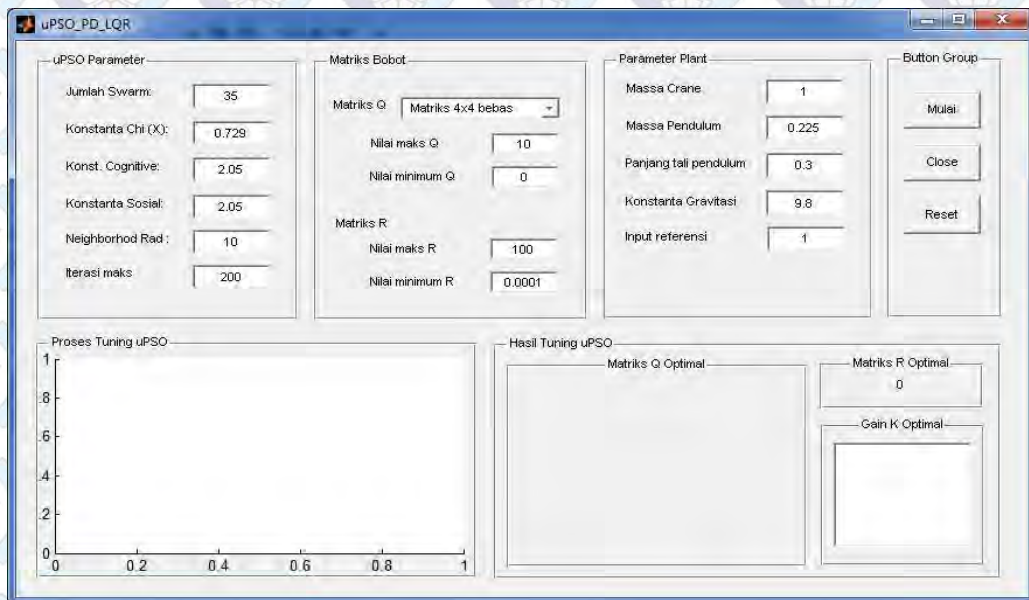 uPSO_PD_LQR
uPSO Parameter
Jumlah Swarm: 35
Konstanta Chi (X): 0.729
Konst. Cognitive: 2.05
Konstanta Sosial: 2.05
Neighborhod Rad : 10
Iterasi maks 200
Matriks Bobot
Matriks Q Matriks 4x4 bebas
Nilai maks Q 10
Nilai minimum Q 0
Matriks R
Nilai maks R 100
Nilai minimum R 0.0001
Parameter Plant
Massa Crane 1
Massa Pendulum 0.225
Panjang tali pendulum 0.3
Konstanta Gravitasi 9.8
Input referensi 1
Button Group
Mulai
Close
Reset
Proses Tuning uPSO
1
.8
.6
.4
.2
0
0 0.2 0.4 0.6 0.8 1
Hasil Tuning uPSO
Matriks Q Optimal
Matriks R Optimal
0
Gain K Optimal